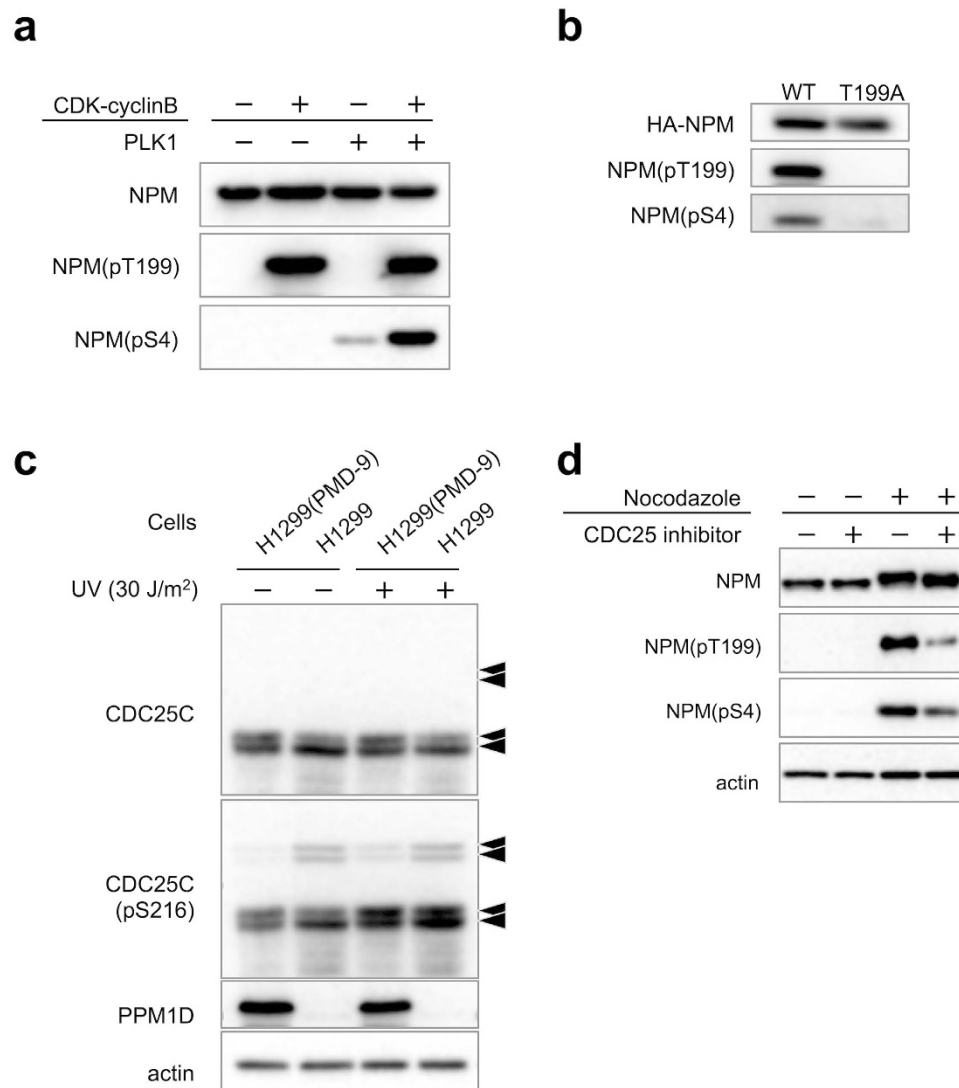 a
CDK-cyclinB − + − +
PLK1 − − + +
NPM
NPM(pT199)
NPM(pS4)
b
WT T199A
HA-NPM
NPM(pT199)
NPM(pS4)
c
Cells H1299(PMD-9) H1299 H1299(PMD-9) H1299
UV (30 J/m²) − − + +
CDC25C
CDC25C
(pS216)
PPM1D
actin
d
Nocodazole − − + +
CDC25 inhibitor − + − +
NPM
NPM(pT199)
NPM(pS4)
actin